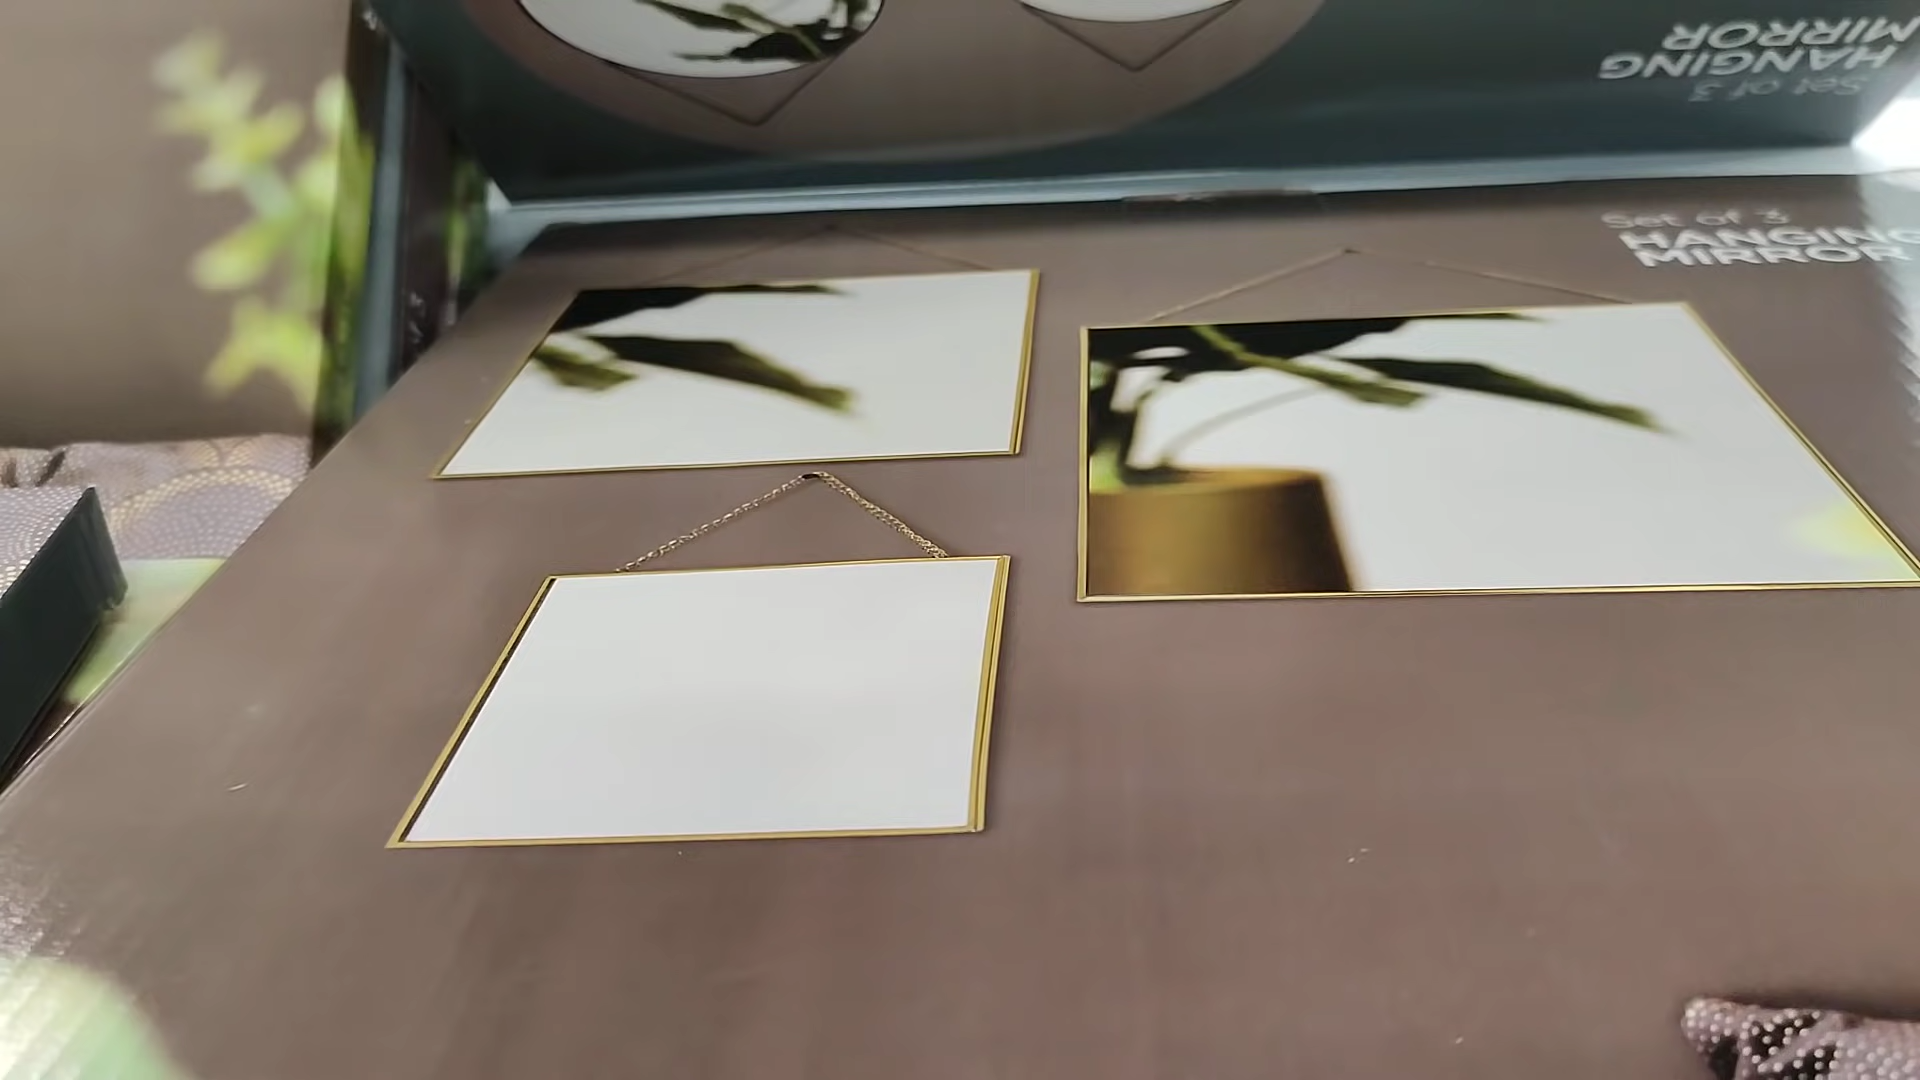 Set of 3
HANGING
MIRROR
Set of 3
HANGING
MIRROR